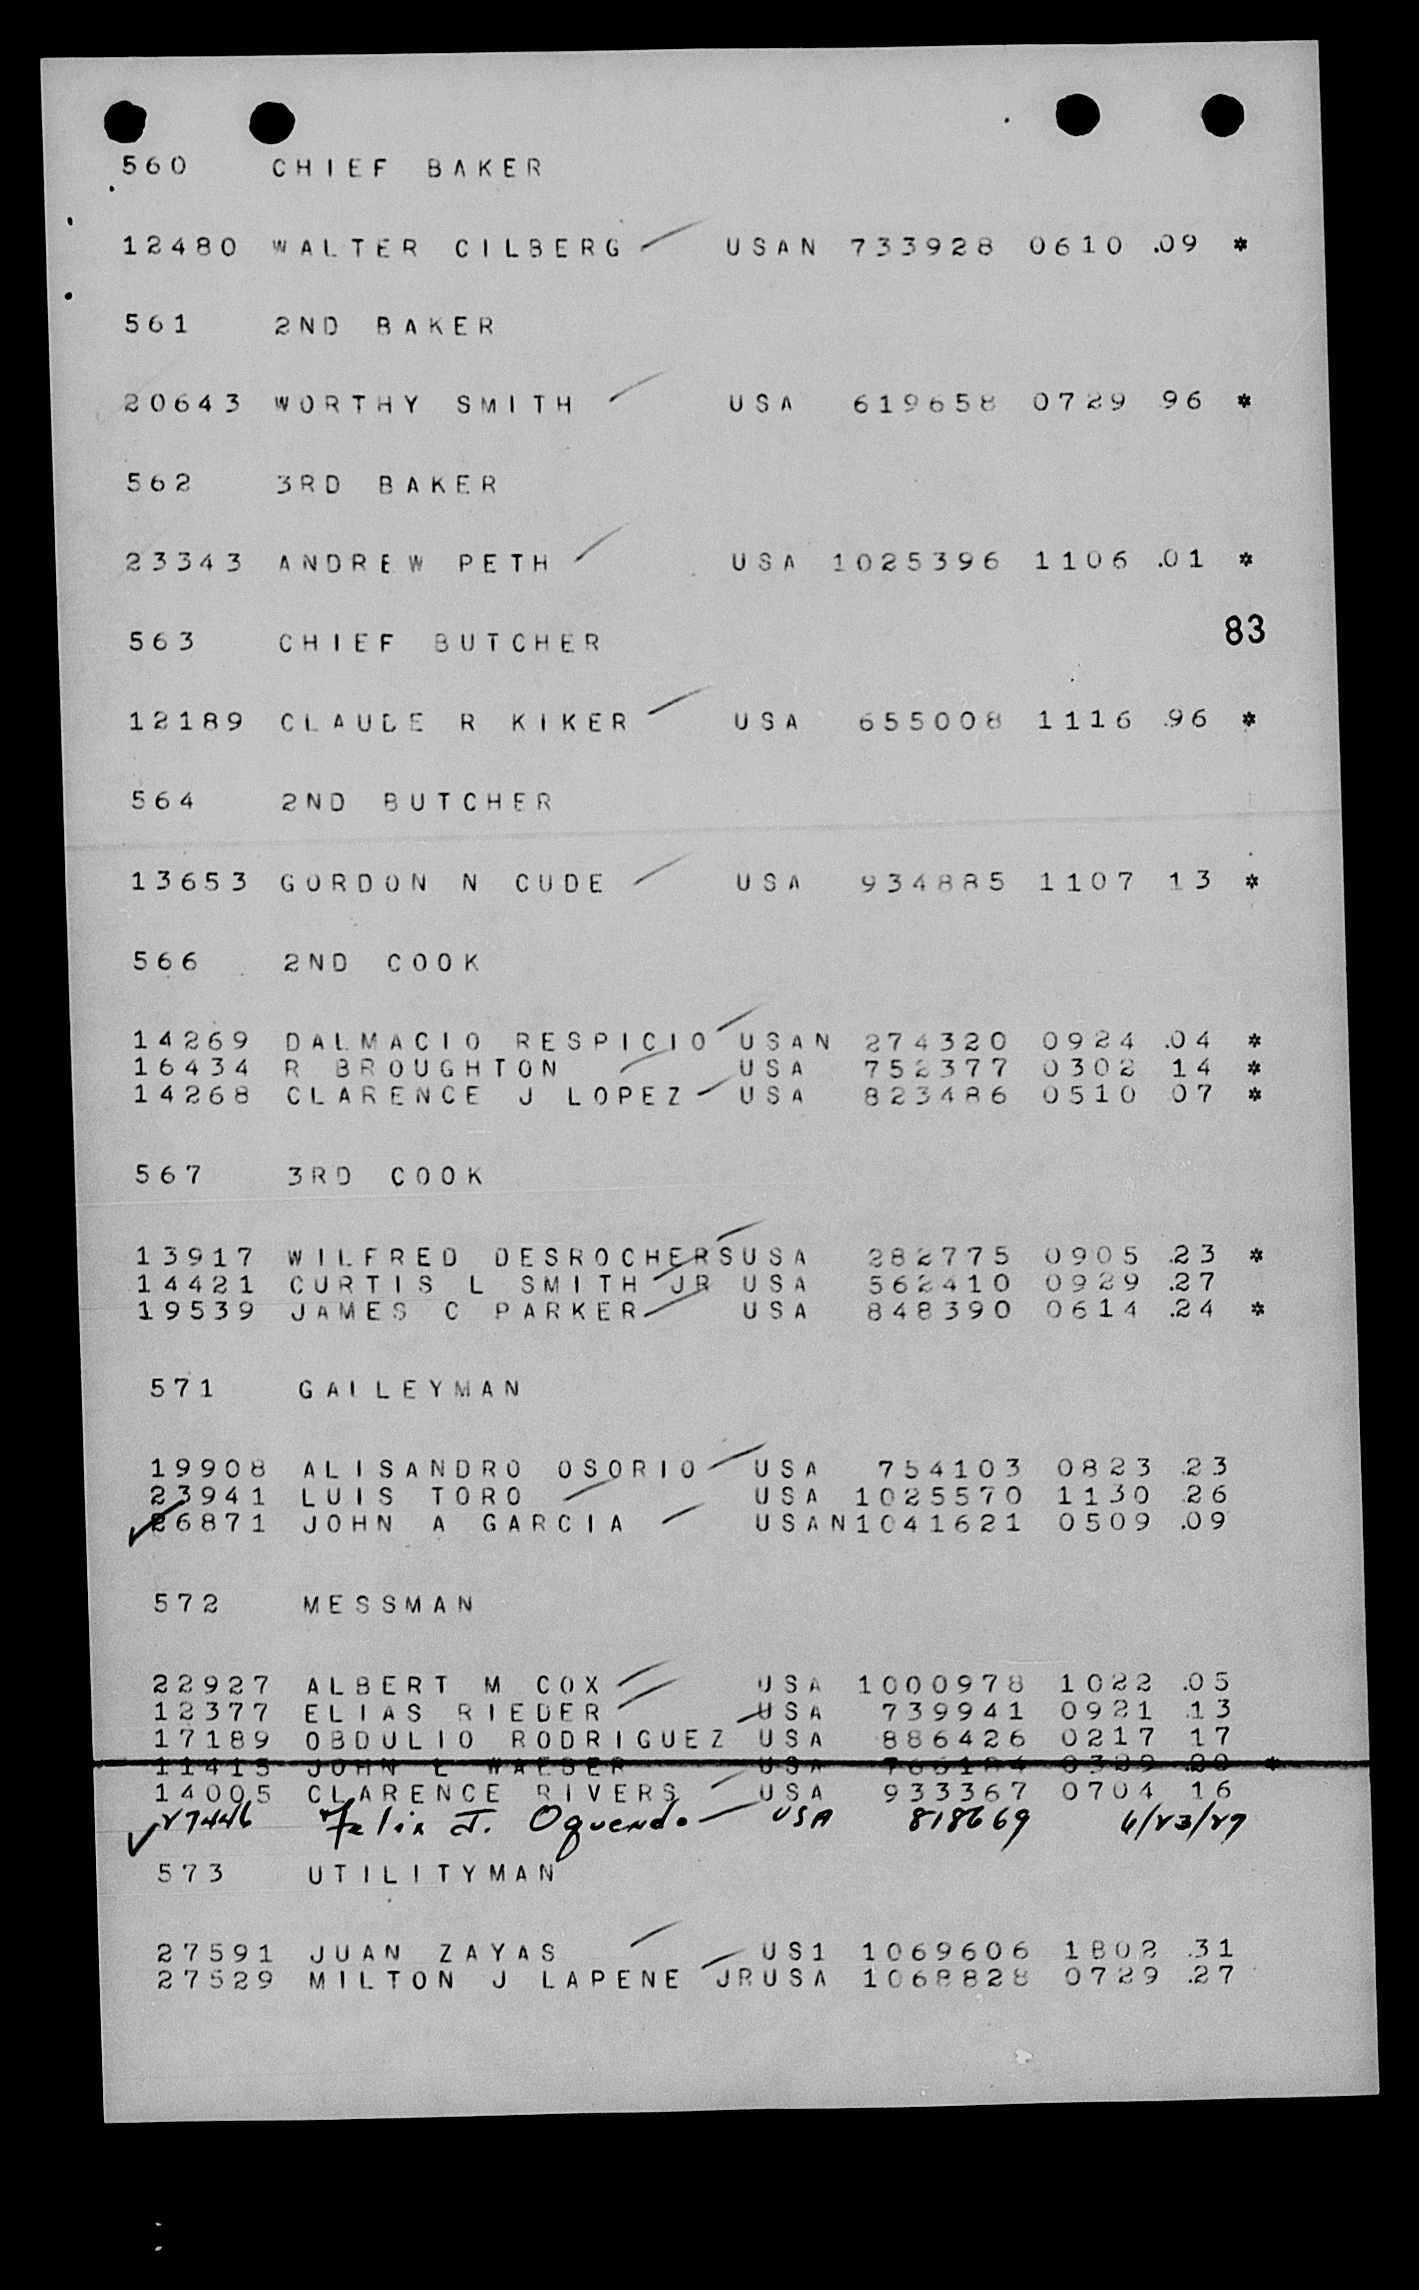 560 CHIEF BAKER
12480 WALTER CILBERG USAN 733928 0610 .09 *
561 2ND BAKER
20643 WORTHY SMITH USA 619658 0729 96 *
562 3RD BAKER
23343 ANDREW PETH USA 1025396 1106 .01 *
83
563 CHIEF BUTCHER
12189 CLAUDE R KIKER USA 655008 1116 .96 *
564 2ND BUTCHER
13653 GORDON N CUDE USA 934885 1107 13 *
566 2ND COOK
14269 DALMACIO RESPICIO USAN 274320 0924 .04 *
16434 R BROUGHTON USA 752377 0302 14 *
14268 CLARENCE J LOPEZ USA 823486 0510 07 *
567 3RD COOK
13917 WILFRED DESROCHERSUSA 282775 0905 .23 *
14421 CURTIS L SMITH JR USA 562410 0929 .27
19539 JAMES C PARKER USA 848390 0614 .24 *
571 GALLEYMAN
19908 ALISANDRO OSORIO USA 754103 0823 .23
23941 LUIS TORO USA 1025570 1130 26
✓ 26871 JOHN A GARCIA USAN1041621 0509 .09
572 MESSMAN
22927 ALBERT M COX USA 1000978 1022 .05
12377 ELIAS RIEDER USA 739941 0921 .13
17189 OBDULIO RODRIGUEZ USA 886426 0217 17
11415 JOHN USA *
14005 CLARENCE RIVERS USA 933367 0704 16
✓ 27446 Felix J. Oquendo USA 818669 6/23/27
573 UTILITYMAN
27591 JUAN ZAYAS US1 1069606 1802 .31
27529 MILTON J LAPENE JRUSA 1068828 0729 .27